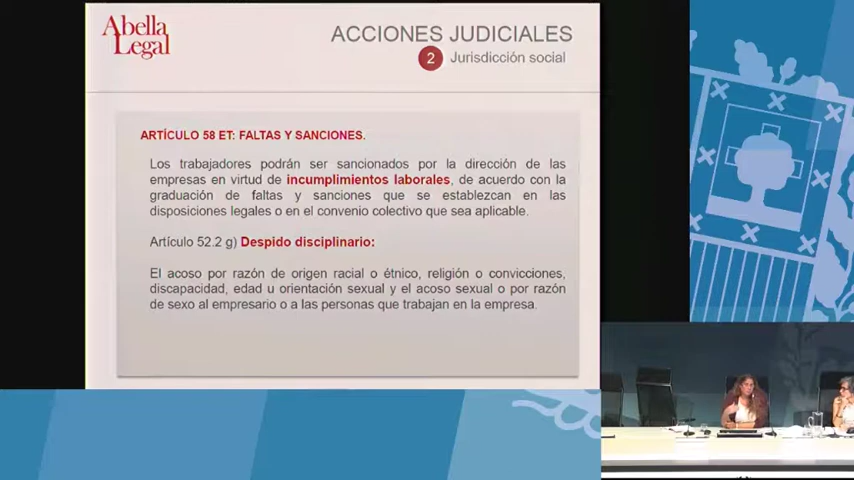 Abella
Legal
ACCIONES JUDICIALES
2 Jurisdicción social
ARTÍCULO 58 ET: FALTAS Y SANCIONES.
Los trabajadores podrán ser sancionados por la dirección de las
empresas en virtud de incumplimientos laborales, de acuerdo con la
graduación de faltas y sanciones que se establezcan en las
disposiciones legales o en el convenio colectivo que sea aplicable.
Artículo 52.2 g) Despido disciplinario:
El acoso por razón de origen racial o étnico, religión o convicciones,
discapacidad, edad u orientación sexual y el acoso sexual o por razón
de sexo al empresario o a las personas que trabajan en la empresa.